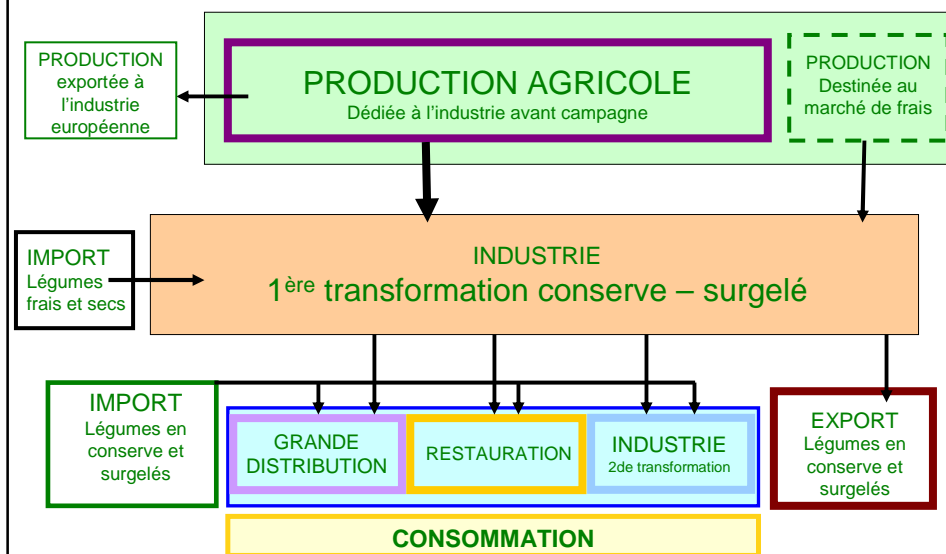 PRODUCTION
exportée à
l'industrie
européenne
PRODUCTION AGRICOLE
Dédiée à l'industrie avant campagne
PRODUCTION
Destinée au
marché de frais
IMPORT
Légumes
frais et secs
INDUSTRIE
1ère transformation conserve – surgelé
IMPORT
Légumes en
conserve et
surgelés
GRANDE
DISTRIBUTION
RESTAURATION
INDUSTRIE
2de transformation
EXPORT
Légumes en
conserve et
surgelés
CONSOMMATION